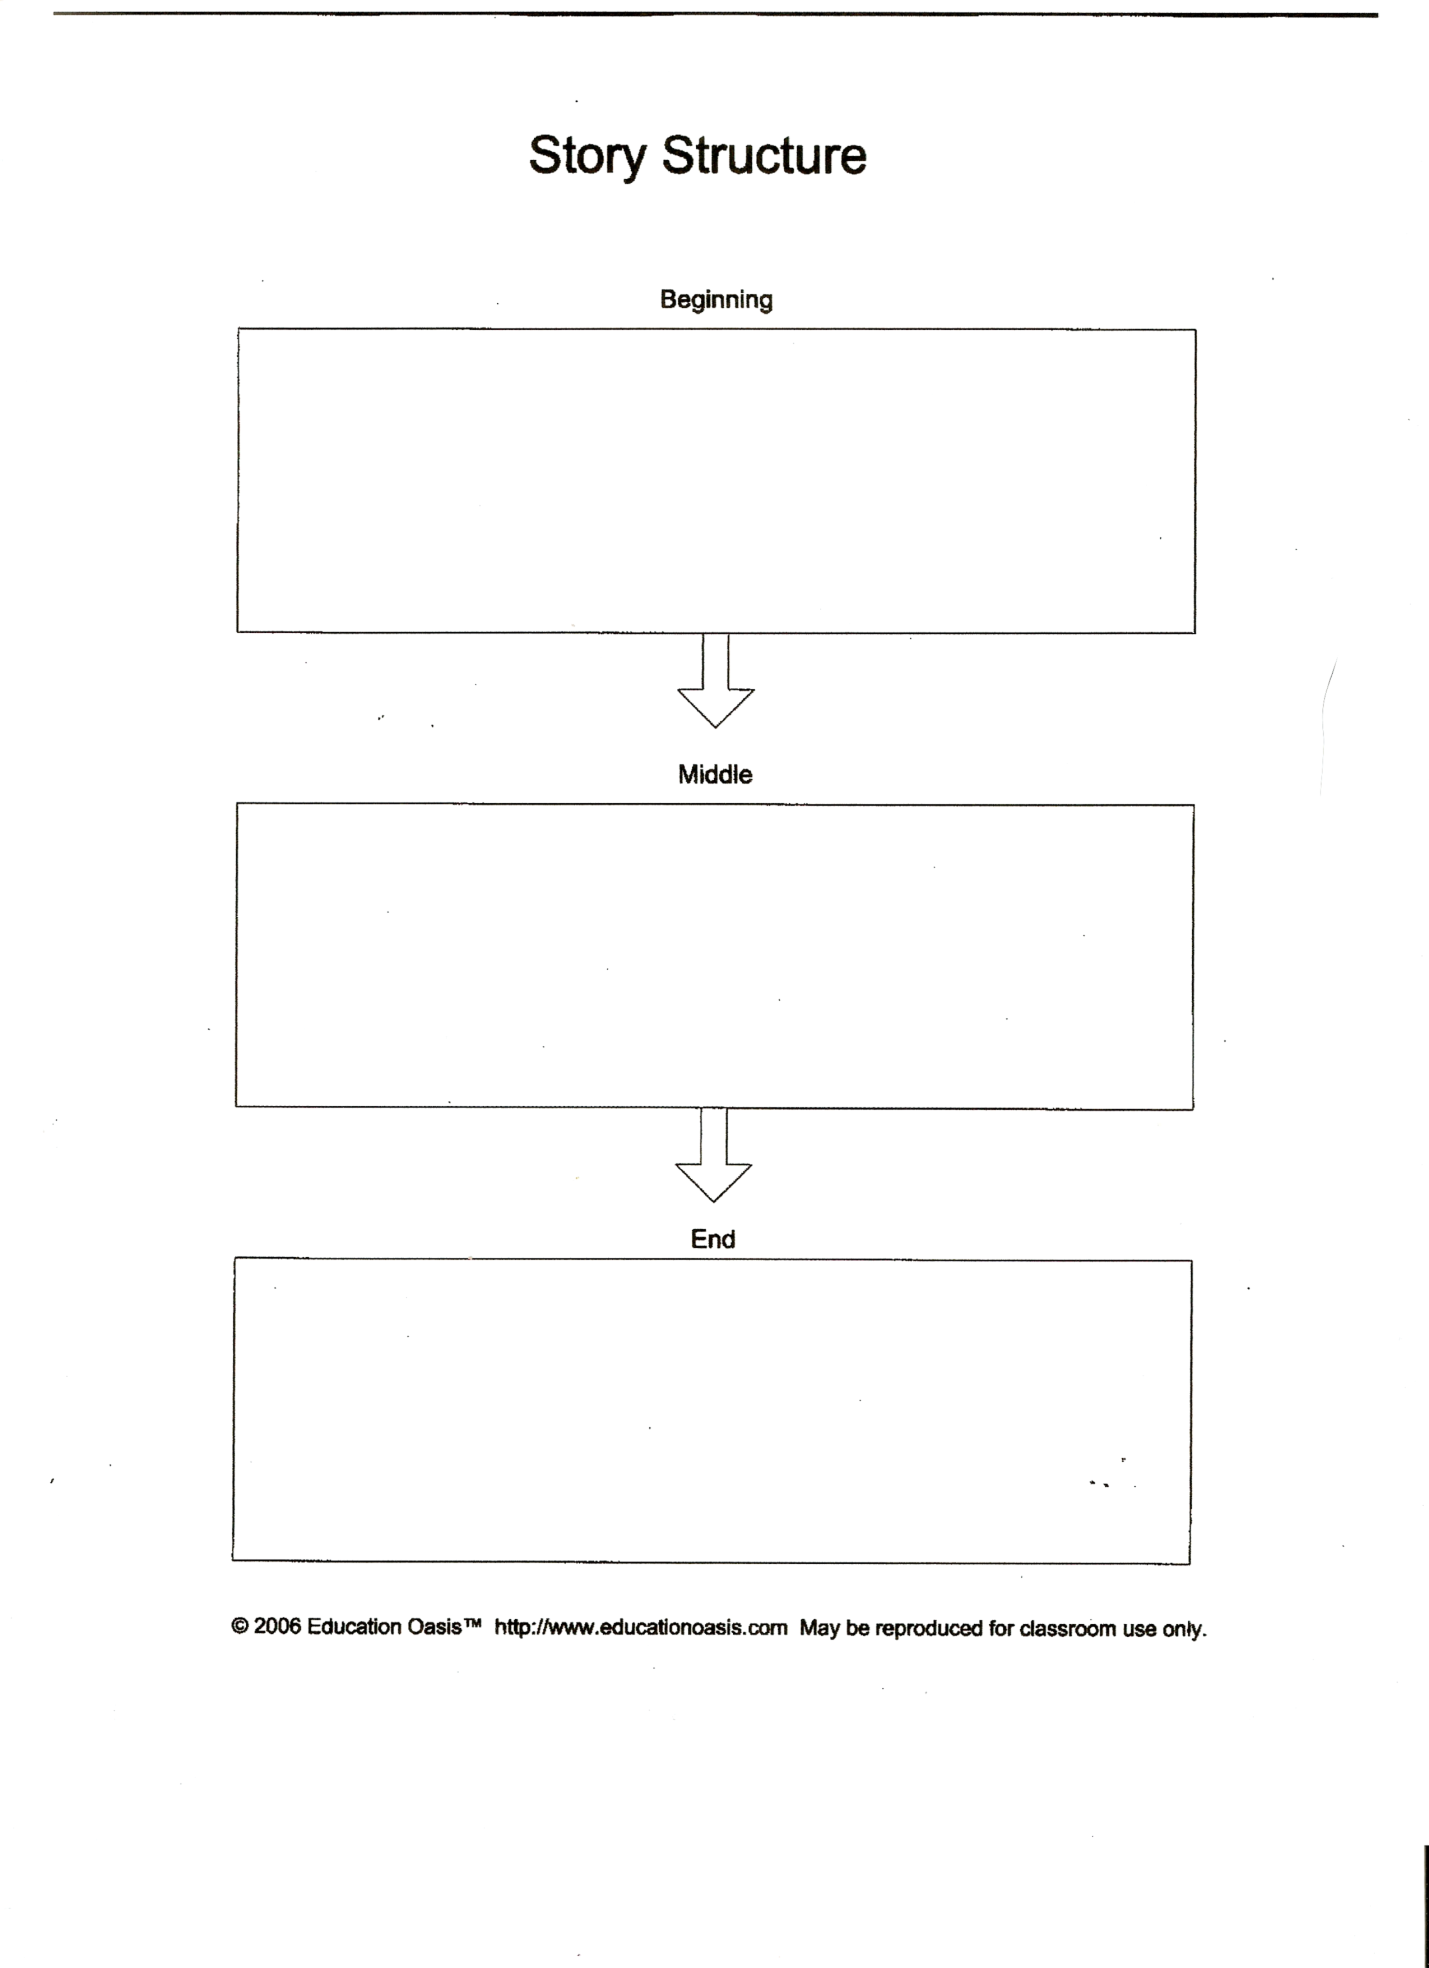 Story Structure
Beginning
Middle
End
© 2006 Education Oasis™ http://www.educationoasis.com May be reproduced for classroom use only.